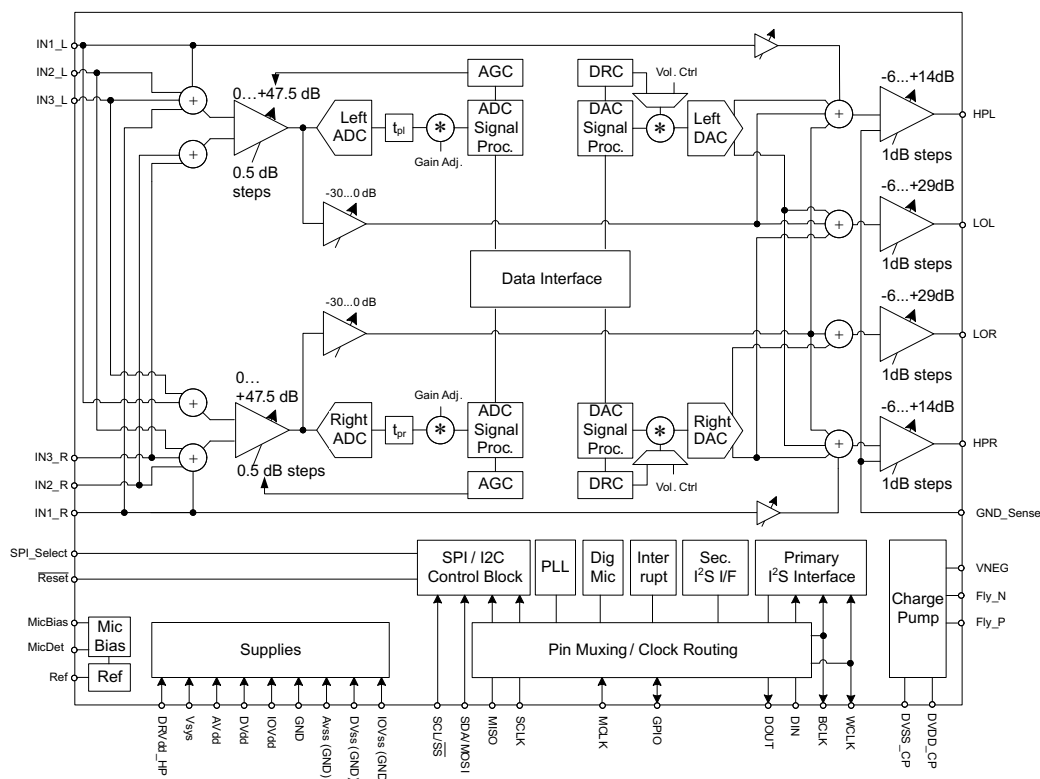 IN1_L
IN2_L
IN3_L
0…+47.5 dB
+
+
0.5 dB
steps
Left
ADC
tpl
*
Gain Adj.
AGC
ADC
Signal
Proc.
DRC
Vol. Ctrl
DAC
Signal
Proc.
*
Left
DAC
+
-6...+14dB
1dB steps
HPL
-30...0 dB
+
-6...+29dB
1dB steps
LOL
Data Interface
-30...0 dB
+
-6...+29dB
1dB steps
LOR
0…
+47.5 dB
+
+
0.5 dB steps
Right
ADC
tpr
Gain Adj.
*
ADC
Signal
Proc.
AGC
DAC
Signal
Proc.
DRC
*
Vol. Ctrl
Right
DAC
+
-6...+14dB
1dB steps
HPR
IN3_R
IN2_R
IN1_R
GND_Sense
SPI_Select
Reset
SPI / I2C
Control Block
PLL
Dig
Mic
Inter
rupt
Sec.
I²S I/F
Primary
I²S Interface
Charge
Pump
VNEG
Fly_N
Fly_P
MicBias
MicDet
Ref
Mic
Bias
Ref
Supplies
Pin Muxing / Clock Routing
DRVdd_HP
Vsys
AVdd
DVdd
IOVdd
GND
Avss (GND)
DVss (GND)
IOVss (GND)
SCL/SS
SDA/MOSI
MISO
SCLK
MCLK
GPIO
DOUT
DIN
BCLK
WCLK
DVSS_CP
DVDD_CP